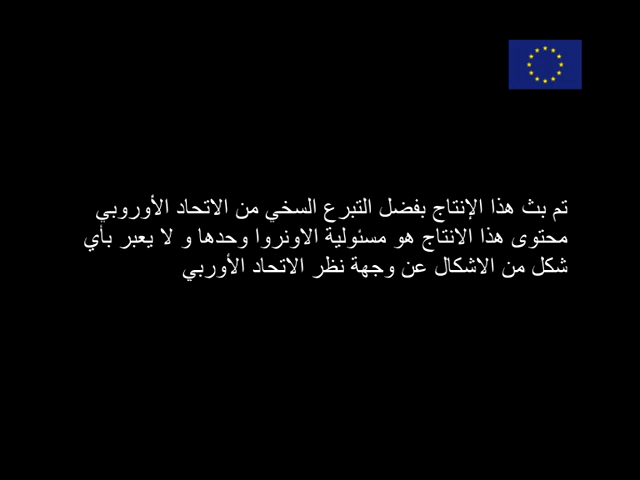 تم بث هذا الإنتاج بفضل التبرع السخي من الاتحاد الأوروبي
محتوى هذا الانتاج هو مسئولية الاونروا وحدها و لا يعبر بأي
شكل من الاشكال عن وجهة نظر الاتحاد الأوربي